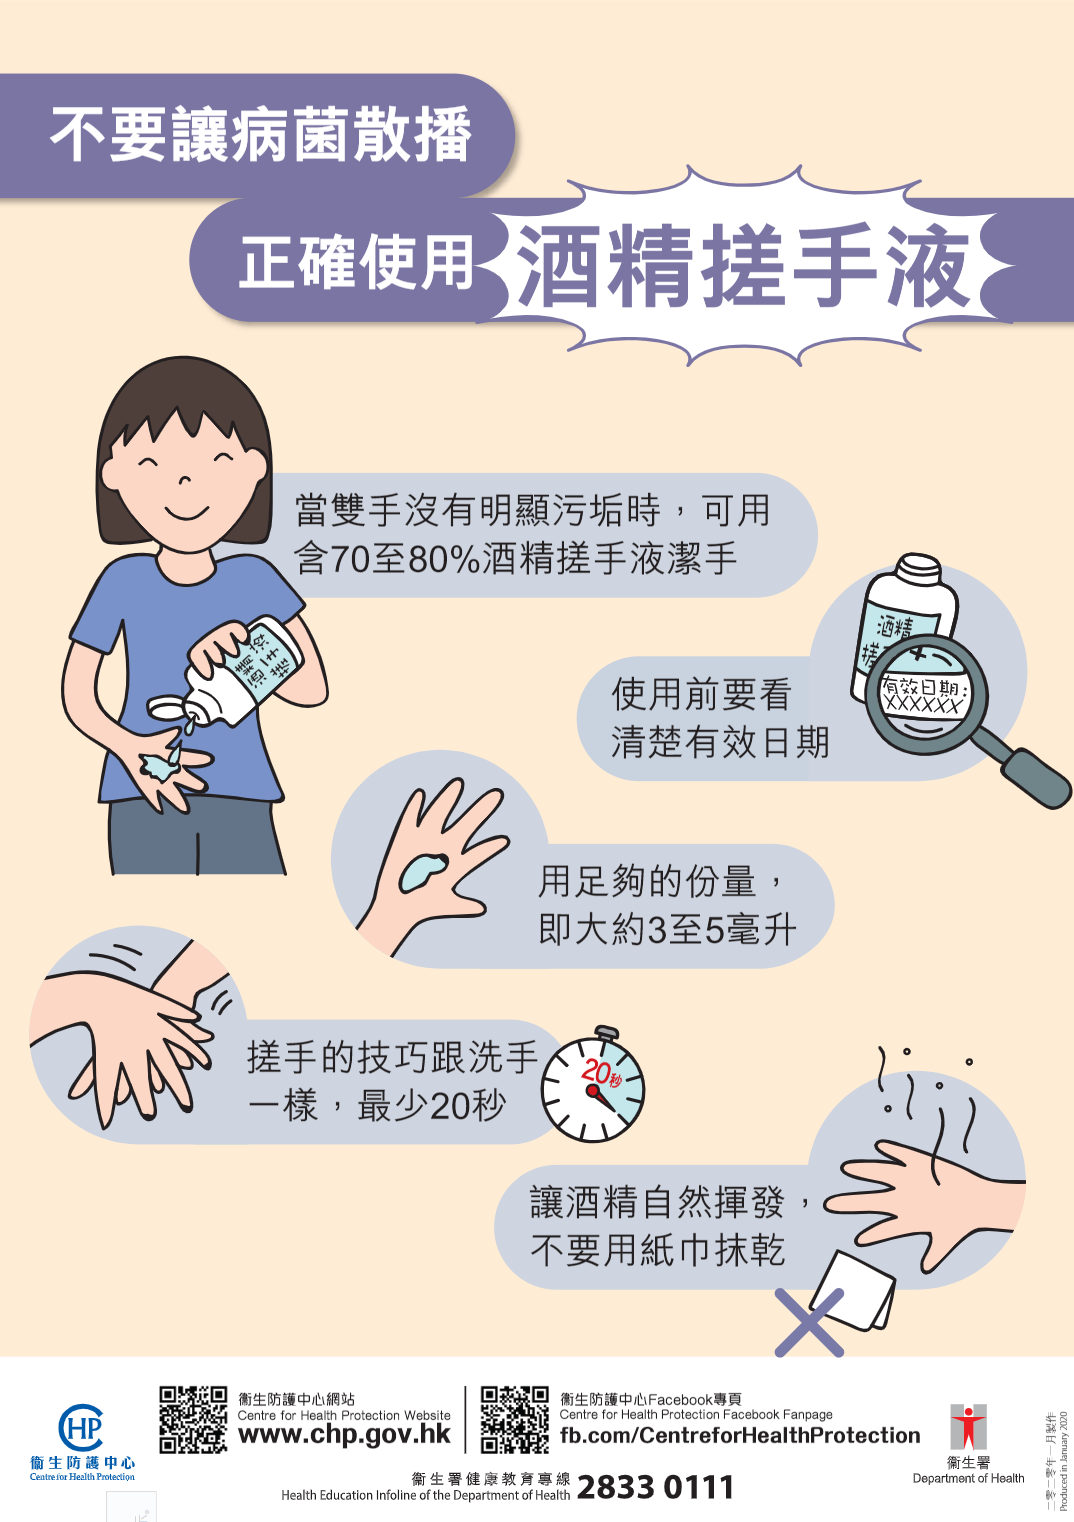 不要讓病菌散播
正確使用 酒精搓手液
當雙手沒有明顯污垢時，可用
含70至80%酒精搓手液潔手
酒精搓手液
酒精
搓
有效日期：
XXXXXX
使用前要看
清楚有效日期
用足夠的份量，
即大約3至5毫升
搓手的技巧跟洗手
一樣，最少20秒
20秒
讓酒精自然揮發，
不要用紙巾抹乾
CHP
衞生防護中心
Centre for Health Protection
衞生防護中心網站
Centre for Health Protection Website
www.chp.gov.hk
衞生防護中心Facebook專頁
Centre for Health Protection Facebook Fanpage
fb.com/CentreforHealthProtection
衞生署健康教育專線
Health Education Infoline of the Department of Health
2833 0111
衞生署
Department of Health
二零二零年一月製作
Produced in January 2020